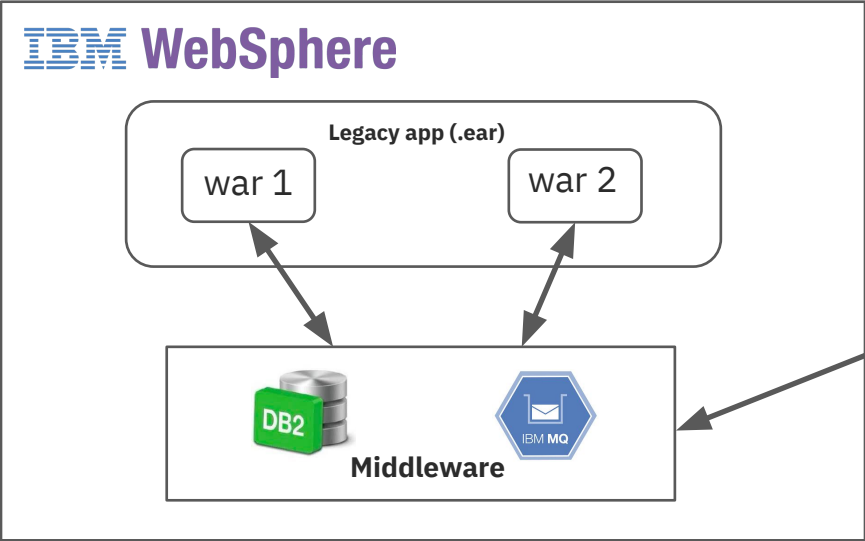 IBM WebSphere
Legacy app (.ear)
war 1
war 2
DB2
IBM MQ
Middleware